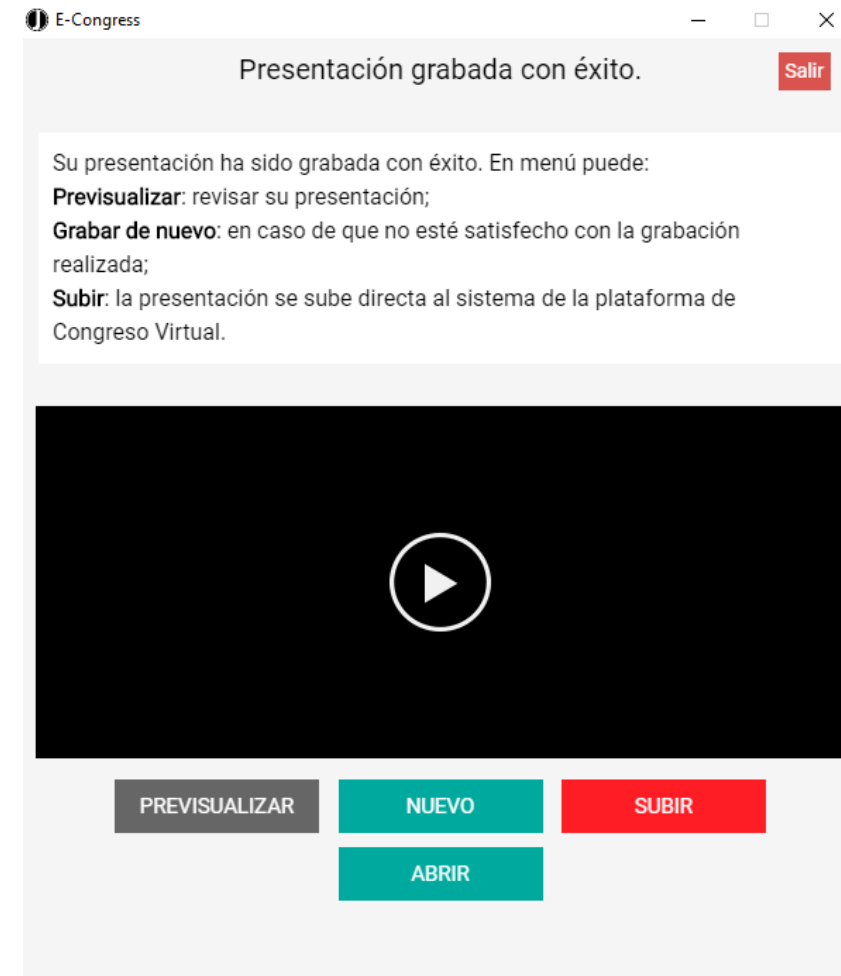 E-Congress
Presentación grabada con éxito.
Salir
Su presentación ha sido grabada con éxito. En menú puede:
Previsualizar: revisar su presentación;
Grabar de nuevo: en caso de que no esté satisfecho con la grabación
realizada;
Subir: la presentación se sube directa al sistema de la plataforma de
Congreso Virtual.
PREVISUALIZAR
NUEVO
SUBIR
ABRIR